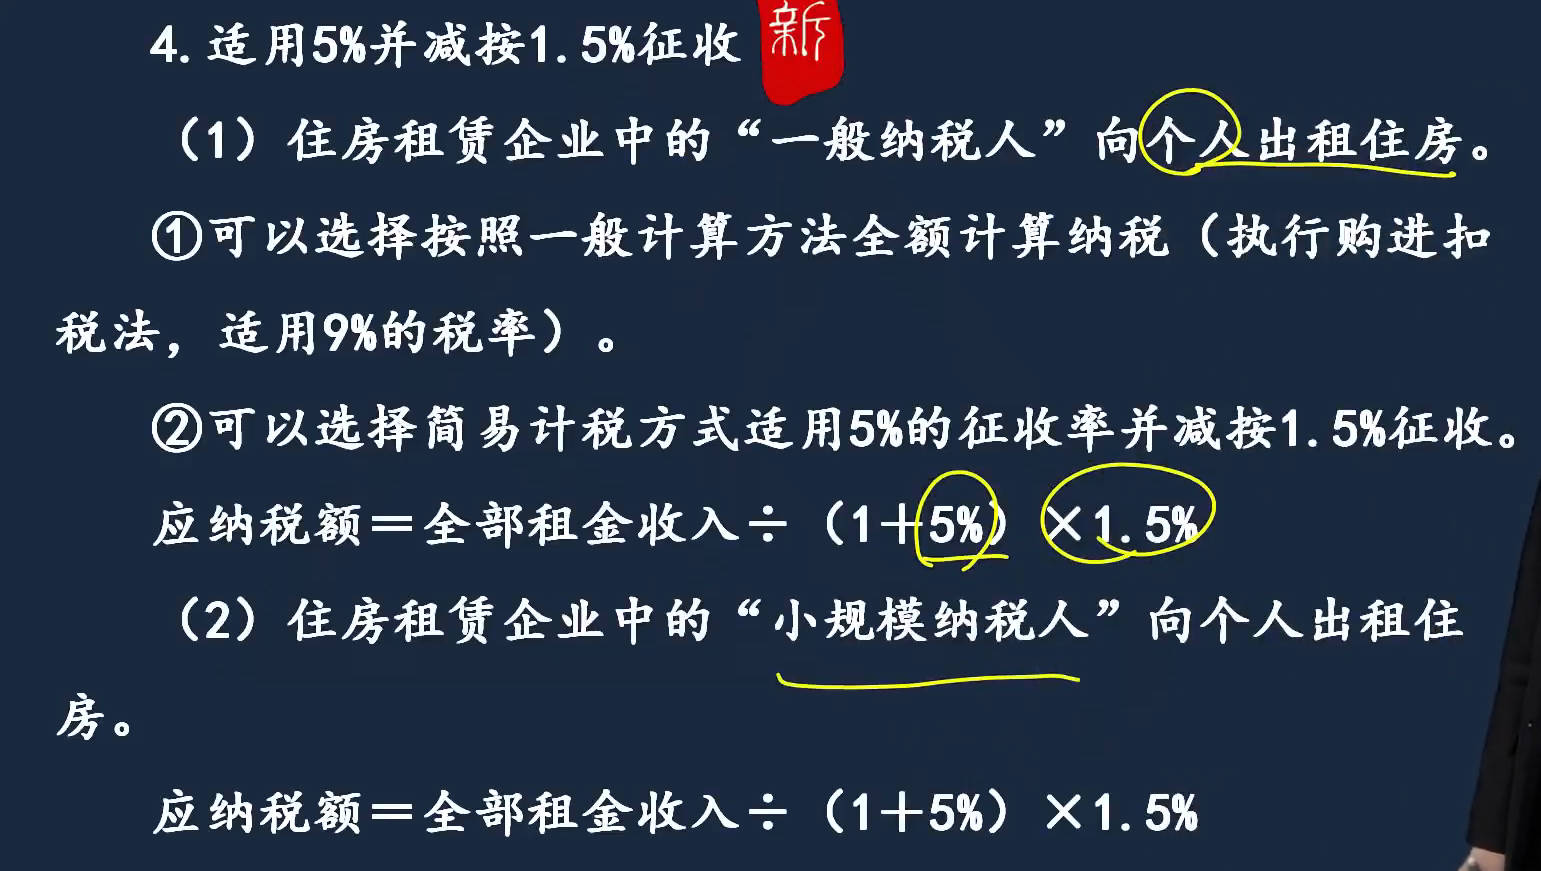 4.适用5%并减按1.5%征收
新
（1）住房租赁企业中的“一般纳税人”向个人出租住房。
①可以选择按照一般计算方法全额计算纳税（执行购进扣
税法，适用9%的税率）。
②可以选择简易计税方式适用5%的征收率并减按1.5%征收。
应纳税额＝全部租金收入÷（1＋5%）×1.5%
（2）住房租赁企业中的“小规模纳税人”向个人出租住
房。
应纳税额＝全部租金收入÷（1＋5%）×1.5%